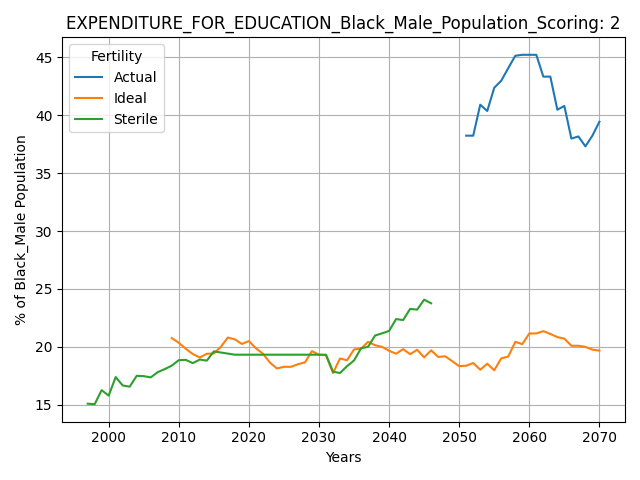 EXPENDITURE_FOR_EDUCATION_Black_Male_Population_Scoring: 2
Fertility
Actual
Ideal
Sterile
% of Black_Male Population
45
40
35
30
25
20
15
2000 2010 2020 2030 2040 2050 2060 2070
Years